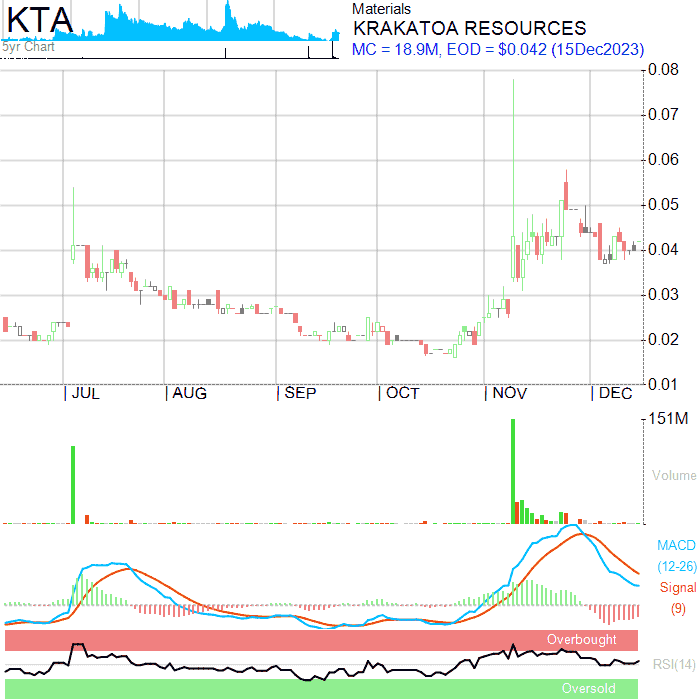 KTA
5yr Chart
Materials
KRAKATOA RESOURCES
MC = 18.9M, EOD = $0.042 (15Dec2023)
0.08
0.07
0.06
0.05
0.04
0.03
0.02
0.01
JUL AUG SEP OCT NOV DEC
151M
Volume
MACD
(12-26)
Signal
(9)
Overbought
RSI(14)
Oversold